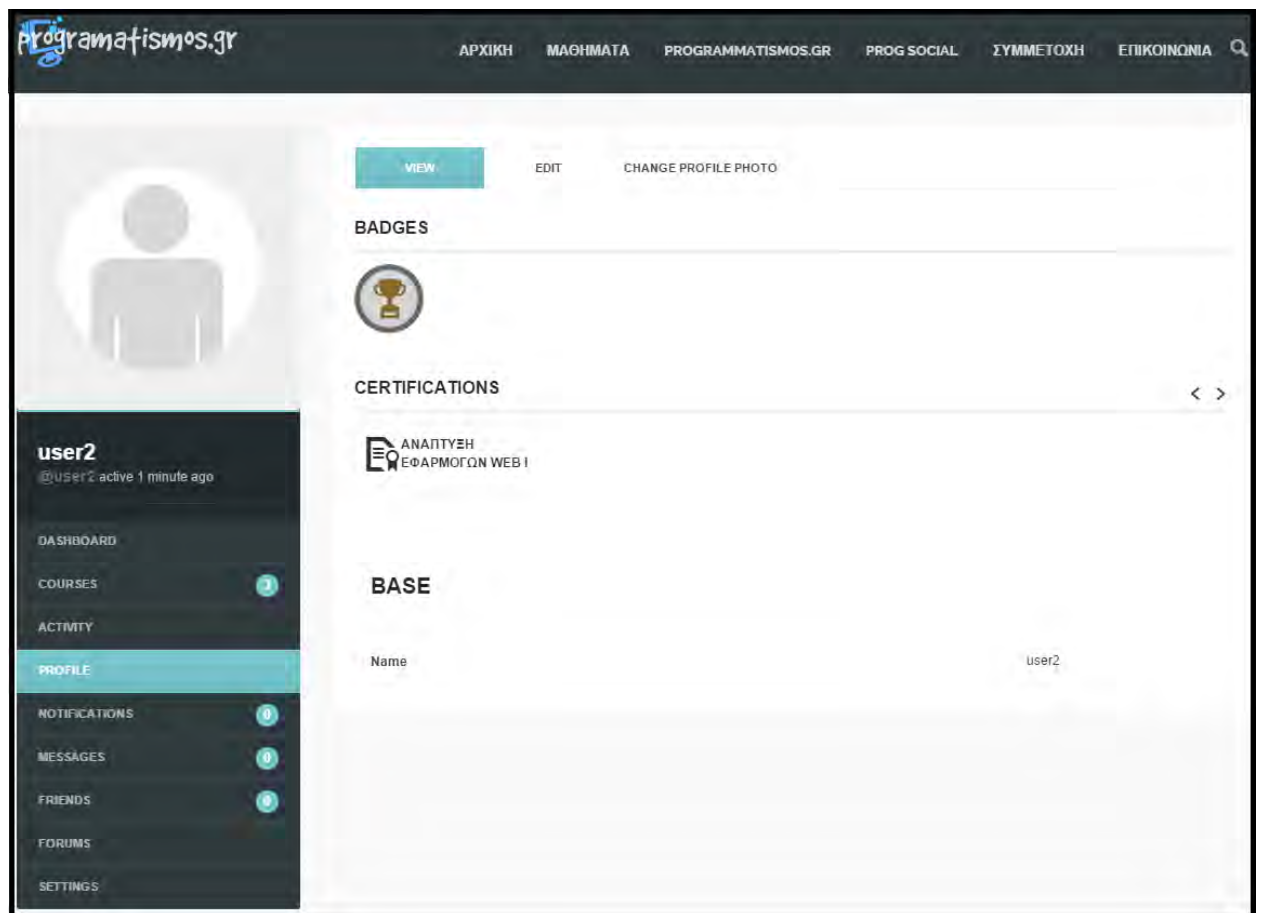 programatismos.gr
ΑΡΧΙΚΗ ΜΑΘΗΜΑΤΑ PROGRAMMATISMOS.GR PROG SOCIAL ΣΥΜΜΕΤΟΧΗ ΕΠΙΚΟΙΝΩΝΙΑ
VIEW EDIT CHANGE PROFILE PHOTO
BADGES
CERTIFICATIONS
ΑΝΑΠΤΥΞΗ
ΕΦΑΡΜΟΓΩΝ WEB I
BASE
Name user2
user2
@user2 active 1 minute ago
DASHBOARD
COURSES 3
ACTIVITY
PROFILE
NOTIFICATIONS 0
MESSAGES 0
FRIENDS 0
FORUMS
SETTINGS